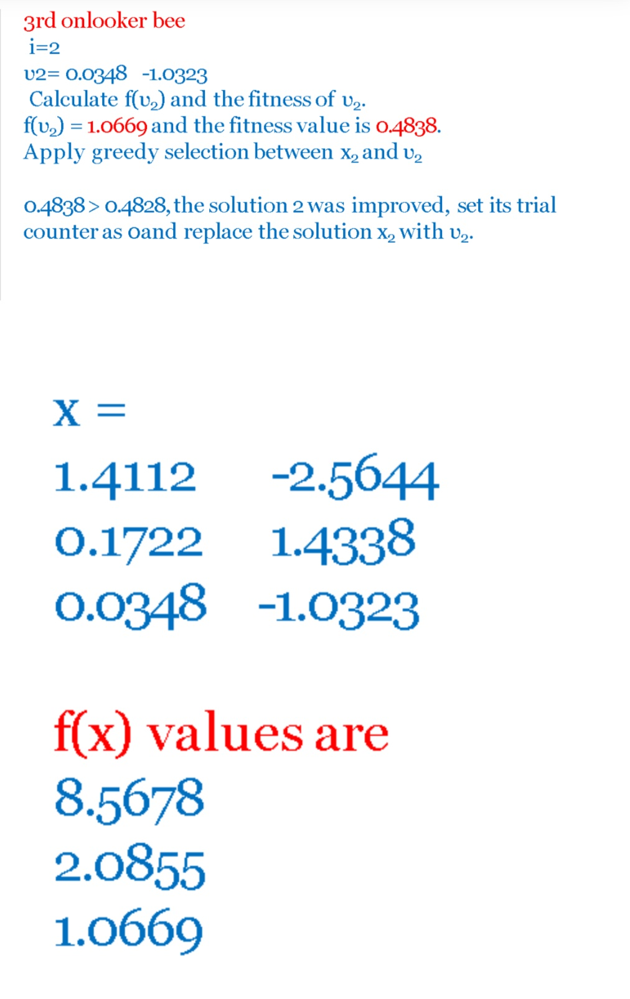 3rd onlooker bee
i=2
υ2= 0.0348 -1.0323
Calculate f(υ₂) and the fitness of υ₂.
f(υ₂) = 1.0669 and the fitness value is 0.4838.
Apply greedy selection between x₂ and υ₂
0.4838 > 0.4828, the solution 2 was improved, set its trial
counter as 0and replace the solution x₂ with υ₂.
x =
1.4112 -2.5644
0.1722 1.4338
0.0348 -1.0323
f(x) values are
8.5678
2.0855
1.0669